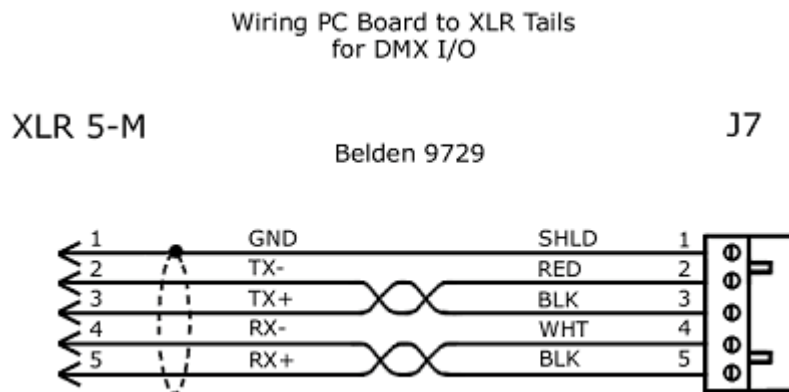 Wiring PC Board to XLR Tails
for DMX I/O
XLR 5-M
J7
Belden 9729
1 GND SHLD 1
2 TX- RED 2
3 TX+ BLK 3
4 RX- WHT 4
5 RX+ BLK 5